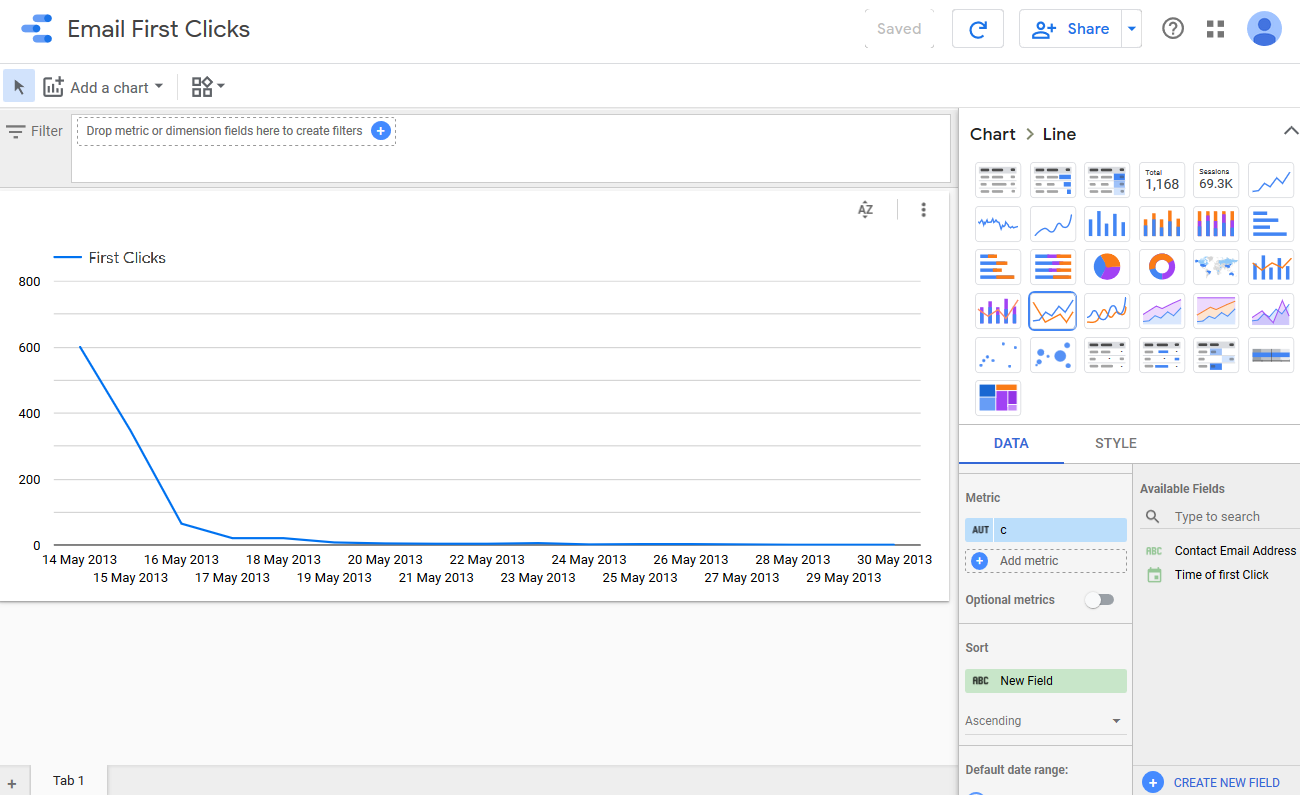 Email First Clicks
Saved
Share
Add a chart
Filter
Drop metric or dimension fields here to create filters
Chart > Line
Total
1,168
Sessions
69.3K
AZ
First Clicks
800
600
400
200
0
14 May 2013 16 May 2013 18 May 2013 20 May 2013 22 May 2013 24 May 2013 26 May 2013 28 May 2013 30 May 2013
15 May 2013 17 May 2013 19 May 2013 21 May 2013 23 May 2013 25 May 2013 27 May 2013 29 May 2013
DATA STYLE
Metric
AUT c
Add metric
Optional metrics
Sort
ABC New Field
Ascending
Default date range:
Available Fields
Type to search
ABC Contact Email Address
Time of first Click
+ CREATE NEW FIELD
+ Tab 1